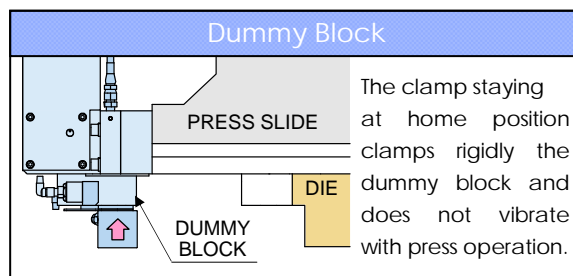 Dummy Block
PRESS SLIDE
DIE
DUMMY
BLOCK
The clamp staying
at home position
clamps rigidly the
dummy block and
does not vibrate
with press operation.